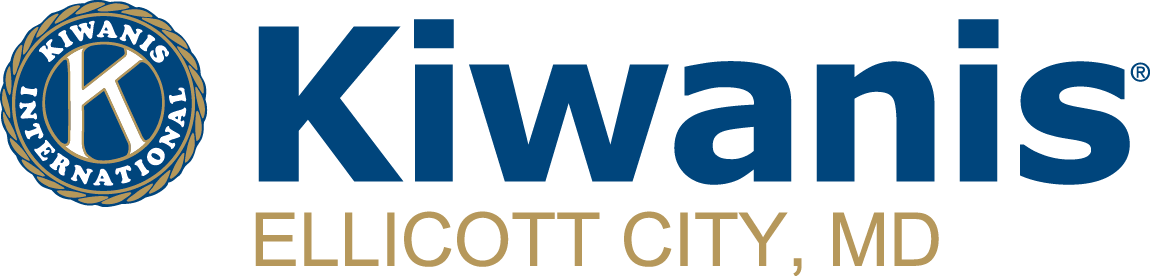 KIWANIS
K
INTERNATIONAL
Kiwanis®
ELLICOTT CITY, MD